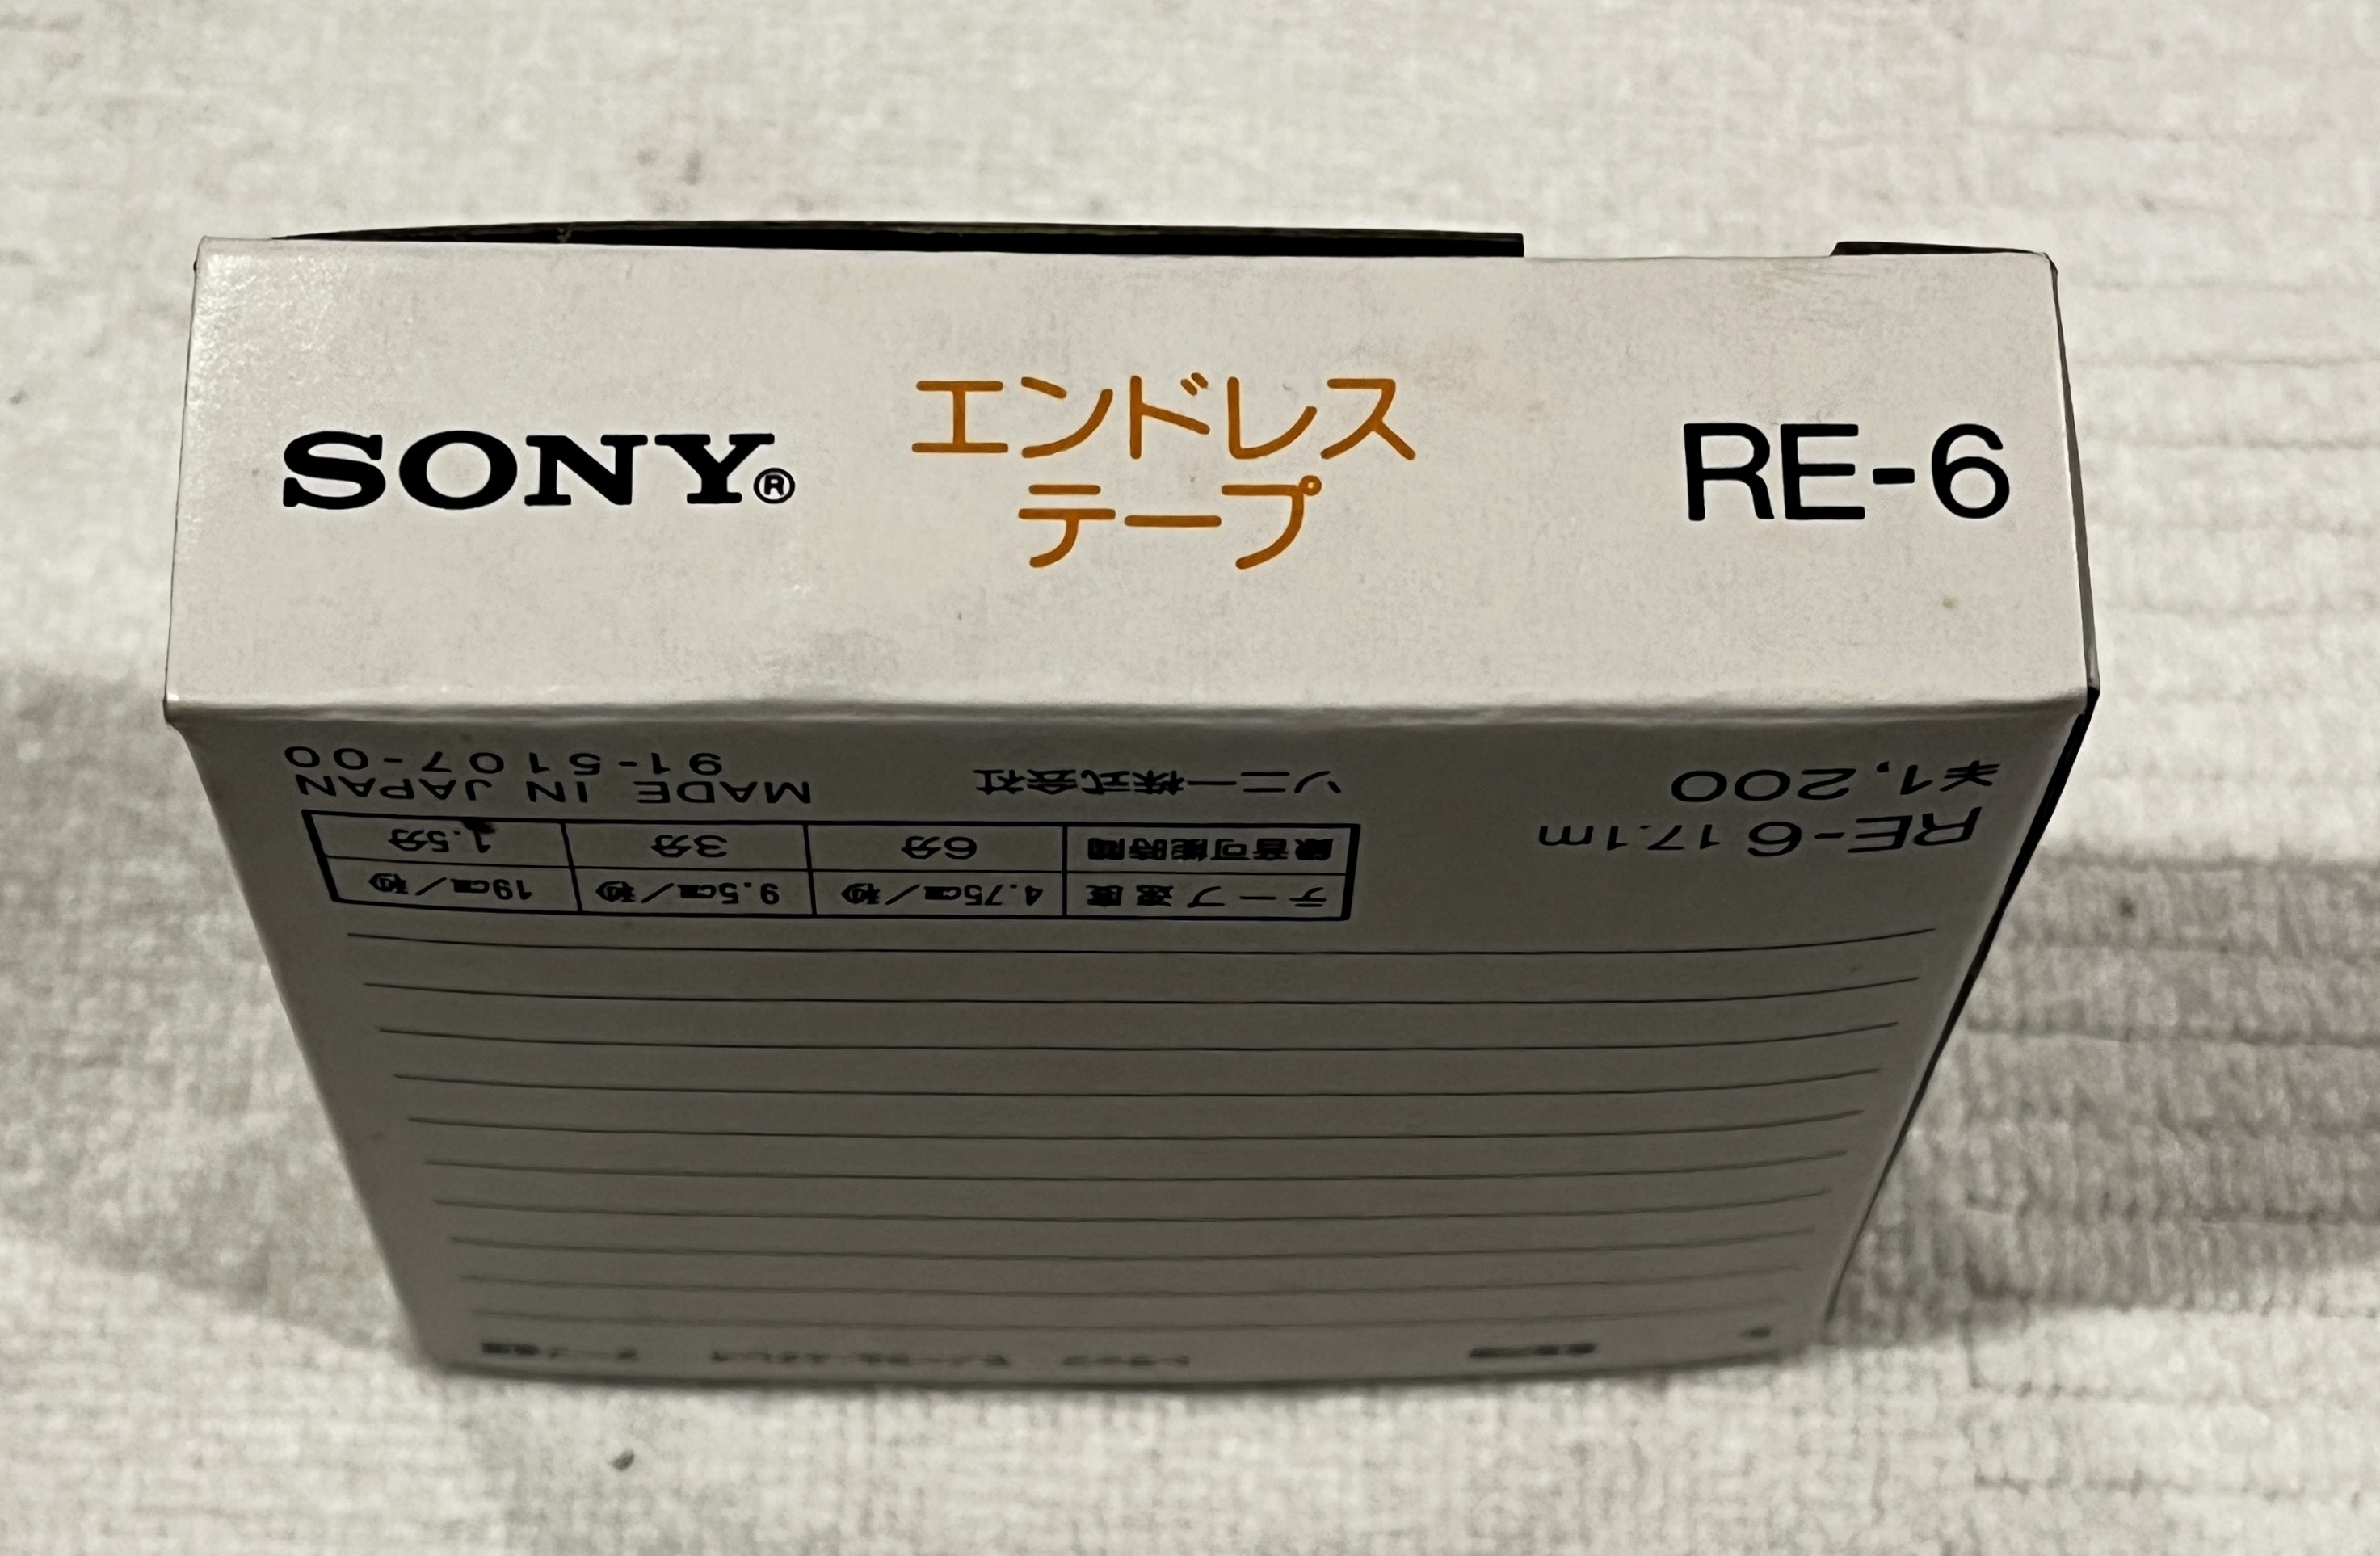 SONY®
エンドレス
テープ
RE-6
テープ速度 4.75cm/秒 9.5cm/秒 19cm/秒
録音可能時間 6分 3分 1.5分
RE-6 17.1m
¥1,200
ソニー株式会社
MADE IN JAPAN
91-5107-00